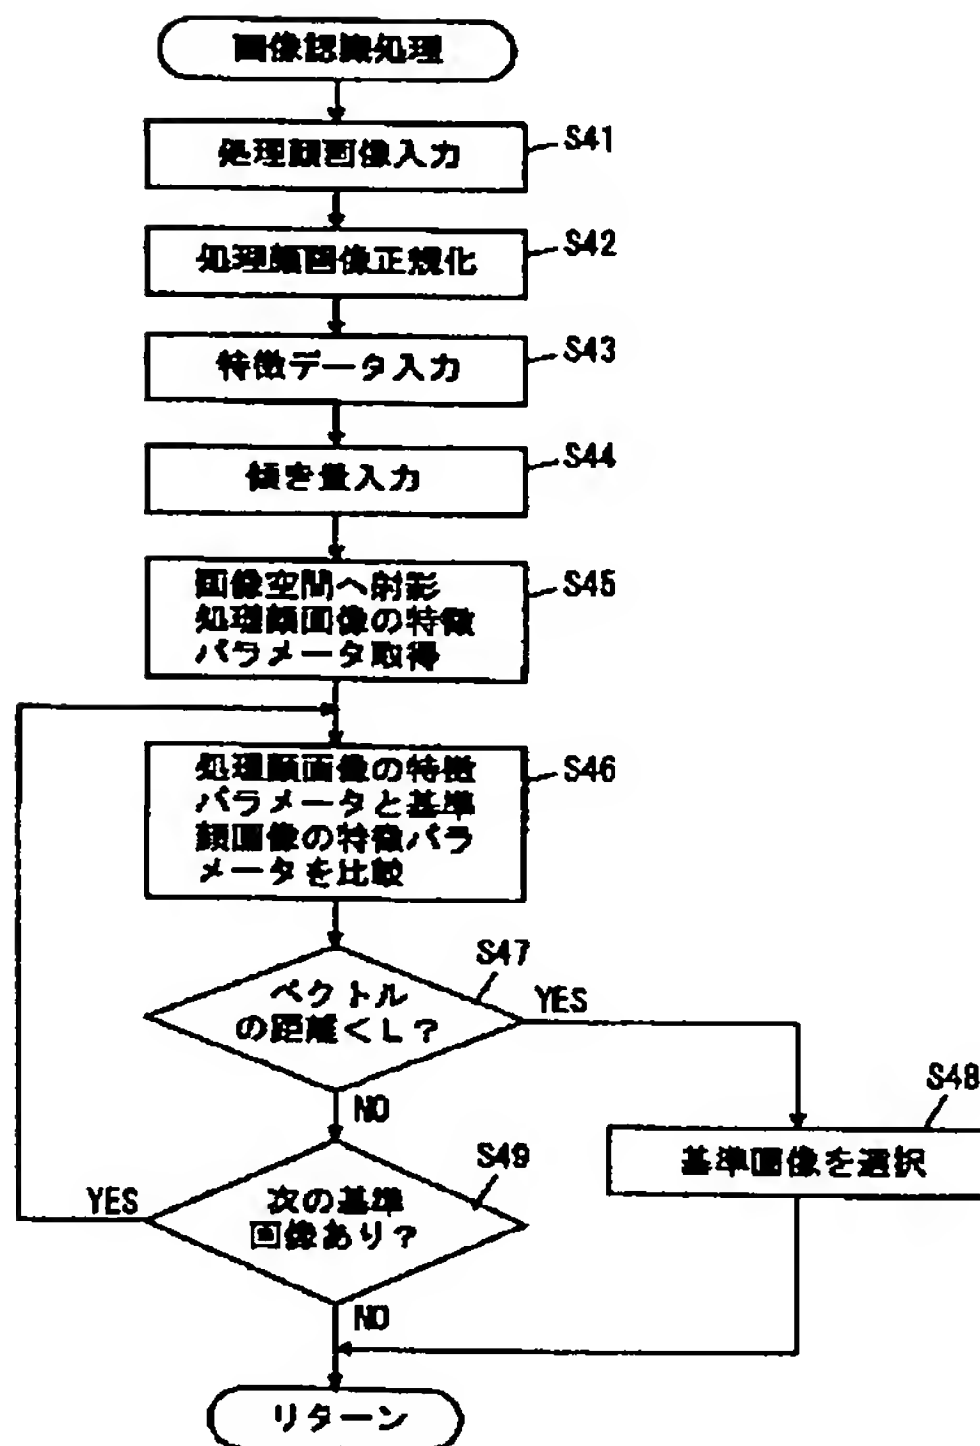 画像認識処理
処理顔画像入力
S41
処理顔画像正規化
S42
特徴データ入力
S43
傾き量入力
S44
画像空間へ射影
処理顔画像の特徴
パラメータ取得
S45
処理顔画像の特徴
パラメータと基準
顔画像の特徴パラ
メータを比較
S46
ベクトル
の距離<L?
S47
YES
NO
基準画像を選択
S48
次の基準
画像あり?
S49
YES
NO
リターン